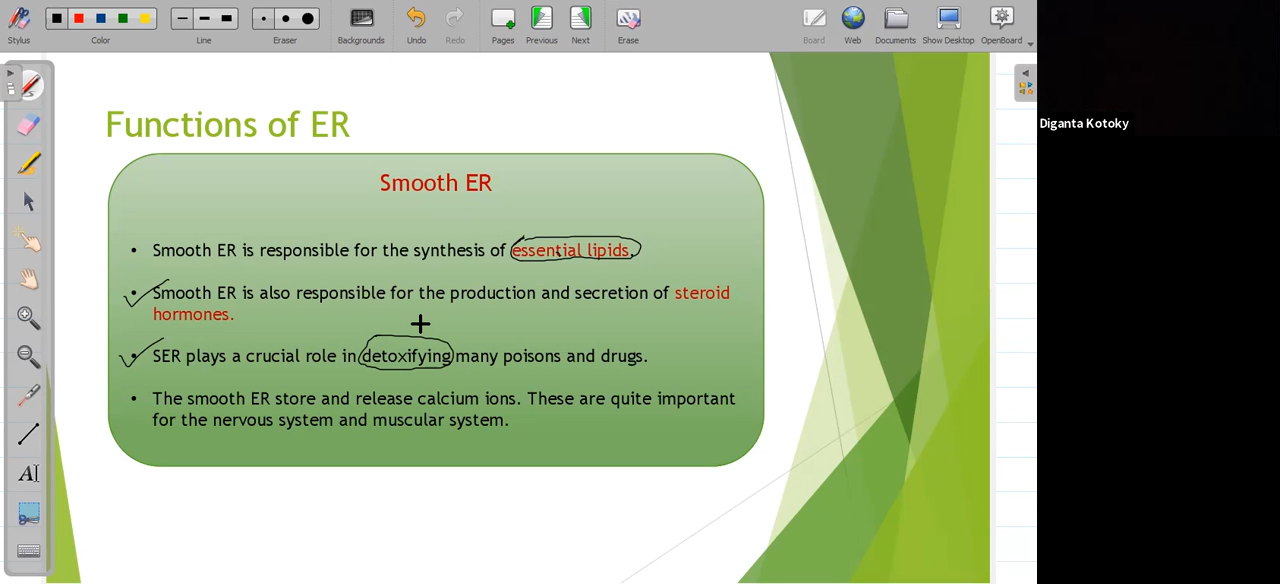 Stylus
Color
Line
Eraser
Backgrounds
Undo
Redo
Pages
Previous
Next
Erase
Board
Web
Documents
Show Desktop
OpenBoard
Diganta Kotoky
Functions of ER
Smooth ER
• Smooth ER is responsible for the synthesis of essential lipids.
• Smooth ER is also responsible for the production and secretion of steroid
hormones.
• SER plays a crucial role in detoxifying many poisons and drugs.
• The smooth ER store and release calcium ions. These are quite important
for the nervous system and muscular system.